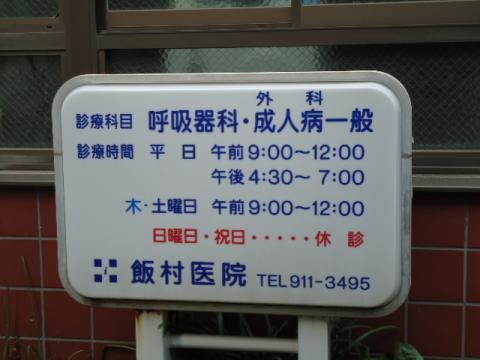 外科
診療科目 呼吸器科・成人病一般
診療時間 平日 午前9:00〜12:00
午後4:30〜7:00
木・土曜日 午前9:00〜12:00
日曜日・祝日・・・・・休診
飯村医院 TEL911-3495